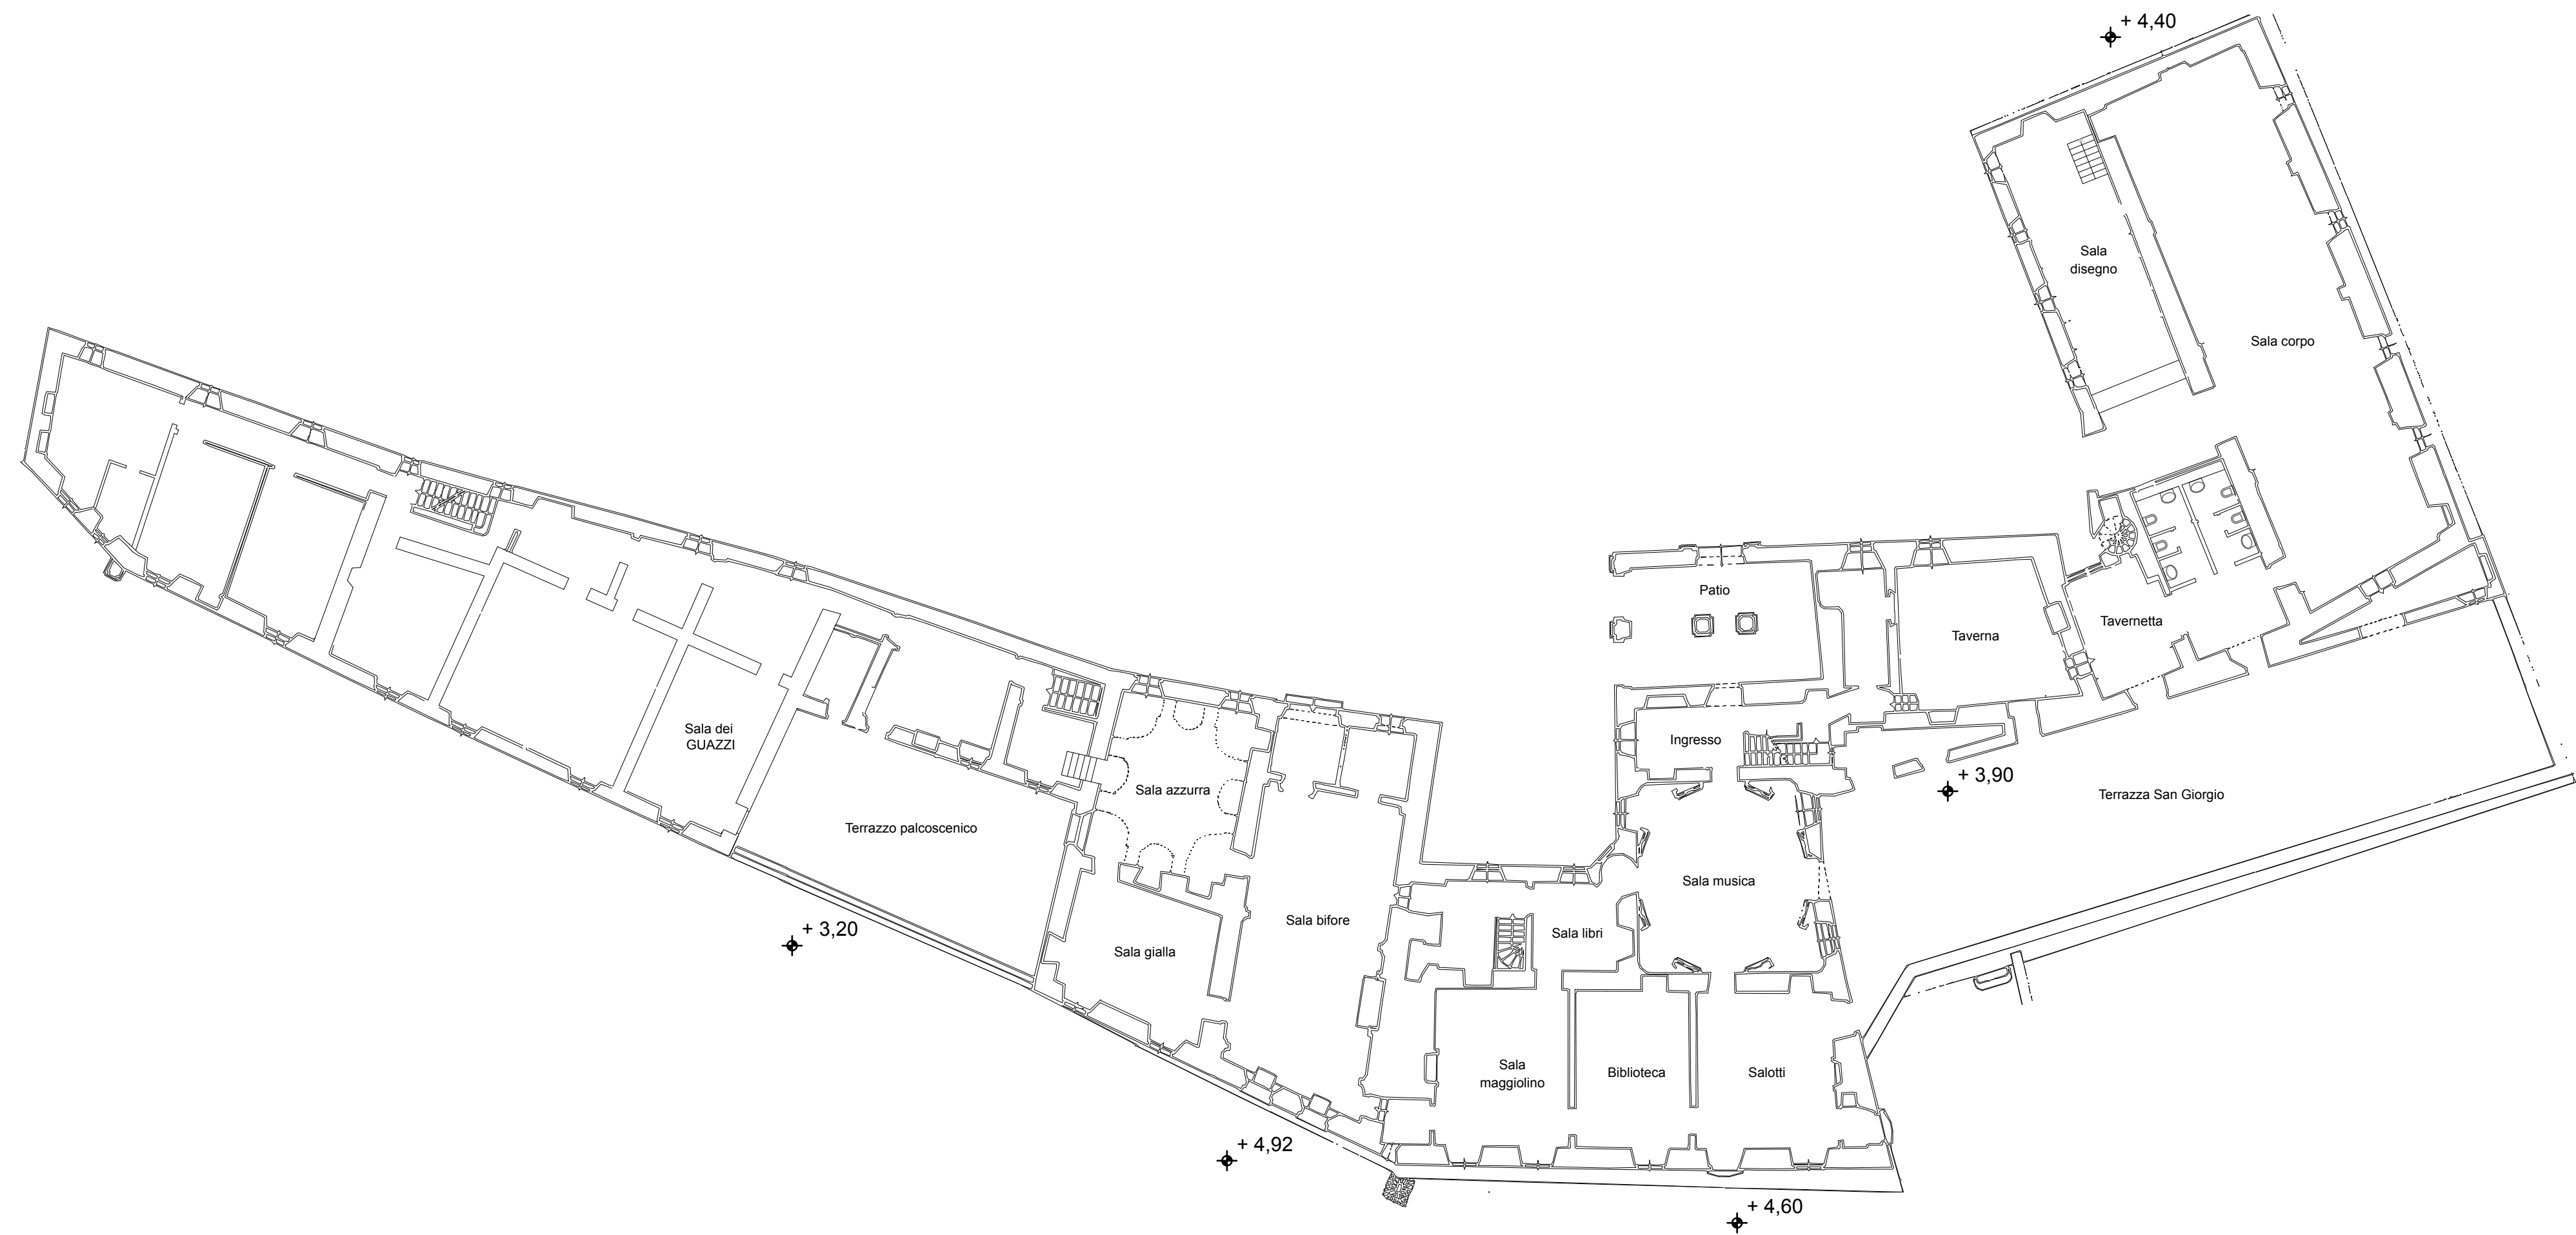 + 4,40
Sala
disegno
Sala corpo
Patio
Taverna
Tavernetta
Ingresso
Sala dei
GUAZZI
Sala azzurra
+ 3,90
Terrazza San Giorgio
Terrazzo palcoscenico
Sala musica
Sala bifore
Sala libri
+ 3,20
Sala gialla
Sala
maggiolino
Biblioteca
Salotti
+ 4,92
+ 4,60